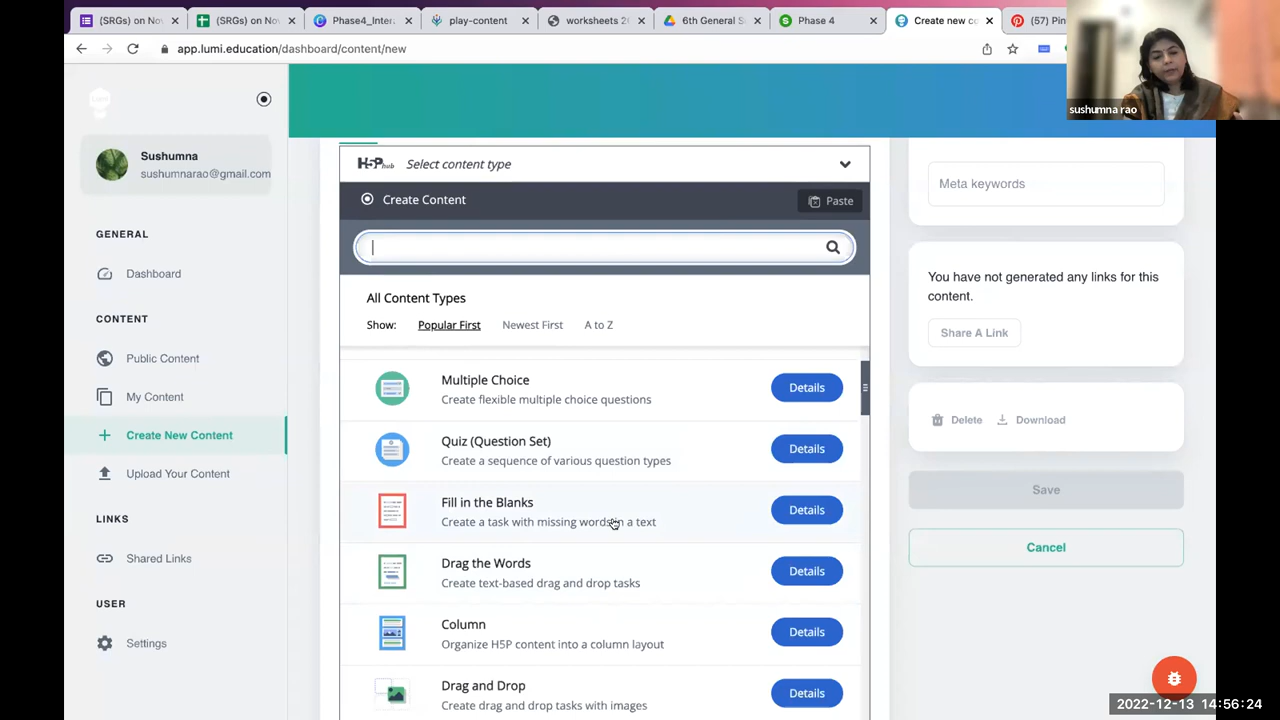 (SRGs) on Nov
(SRGs) on Nov
Phase4_Inter
play-content
worksheets 2
6th General S
Phase 4
Create new co
(57) Pin
app.lumi.education/dashboard/content/new
sushumna rao
Sushumna
sushumnarao@gmail.com
GENERAL
Dashboard
CONTENT
Public Content
My Content
Create New Content
Upload Your Content
LINKS
Shared Links
USER
Settings
H5P hub Select content type
Create Content
Paste
All Content Types
Show: Popular First Newest First A to Z
Multiple Choice
Create flexible multiple choice questions
Details
Quiz (Question Set)
Create a sequence of various question types
Details
Fill in the Blanks
Create a task with missing words in a text
Details
Drag the Words
Create text-based drag and drop tasks
Details
Column
Organize H5P content into a column layout
Details
Drag and Drop
Create drag and drop tasks with images
Details
Meta keywords
You have not generated any links for this
content.
Share A Link
Delete Download
Save
Cancel
2022-12-13 14:56:24